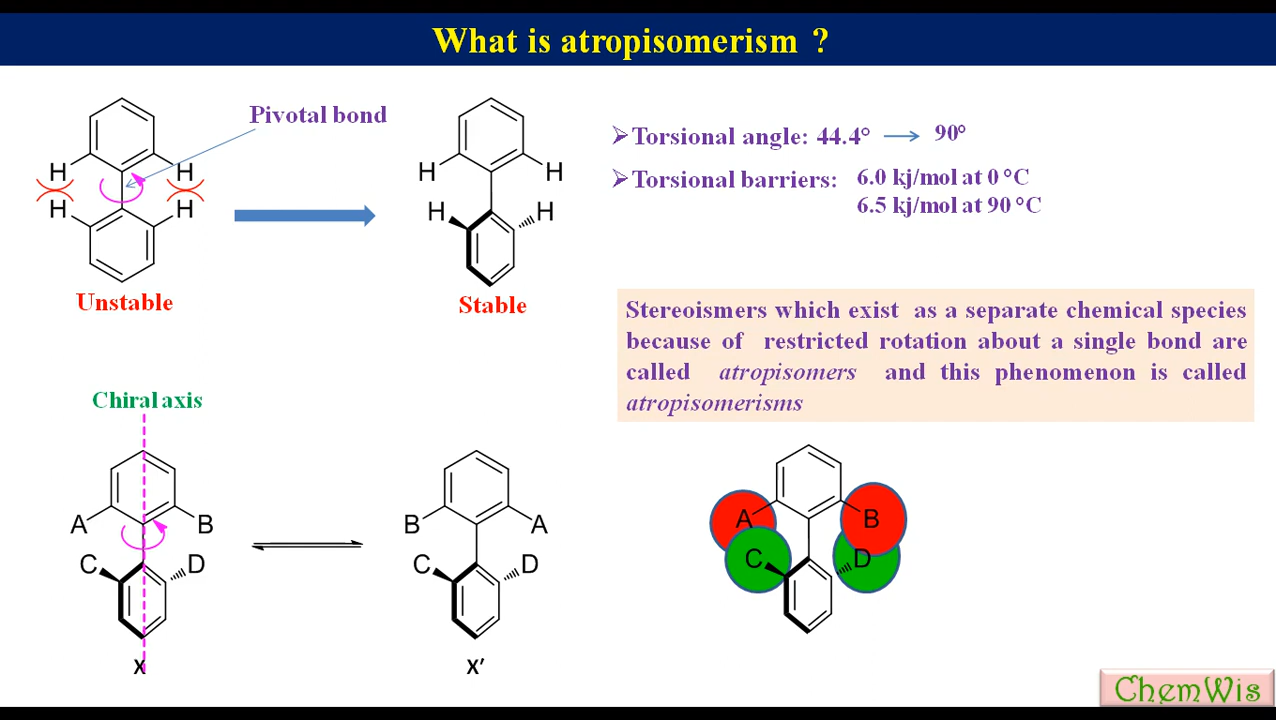 What is atropisomerism ?
Pivotal bond
H H
H H
Unstable
H H
H H
Stable
➢Torsional angle: 44.4° → 90°
➢Torsional barriers: 6.0 kj/mol at 0 °C
6.5 kj/mol at 90 °C
Stereoismers which exist as a separate chemical species
because of restricted rotation about a single bond are
called atropisomers and this phenomenon is called
atropisomerisms
Chiral axis
A B
C D
X
B A
C D
X′
A B
C D
ChemWis